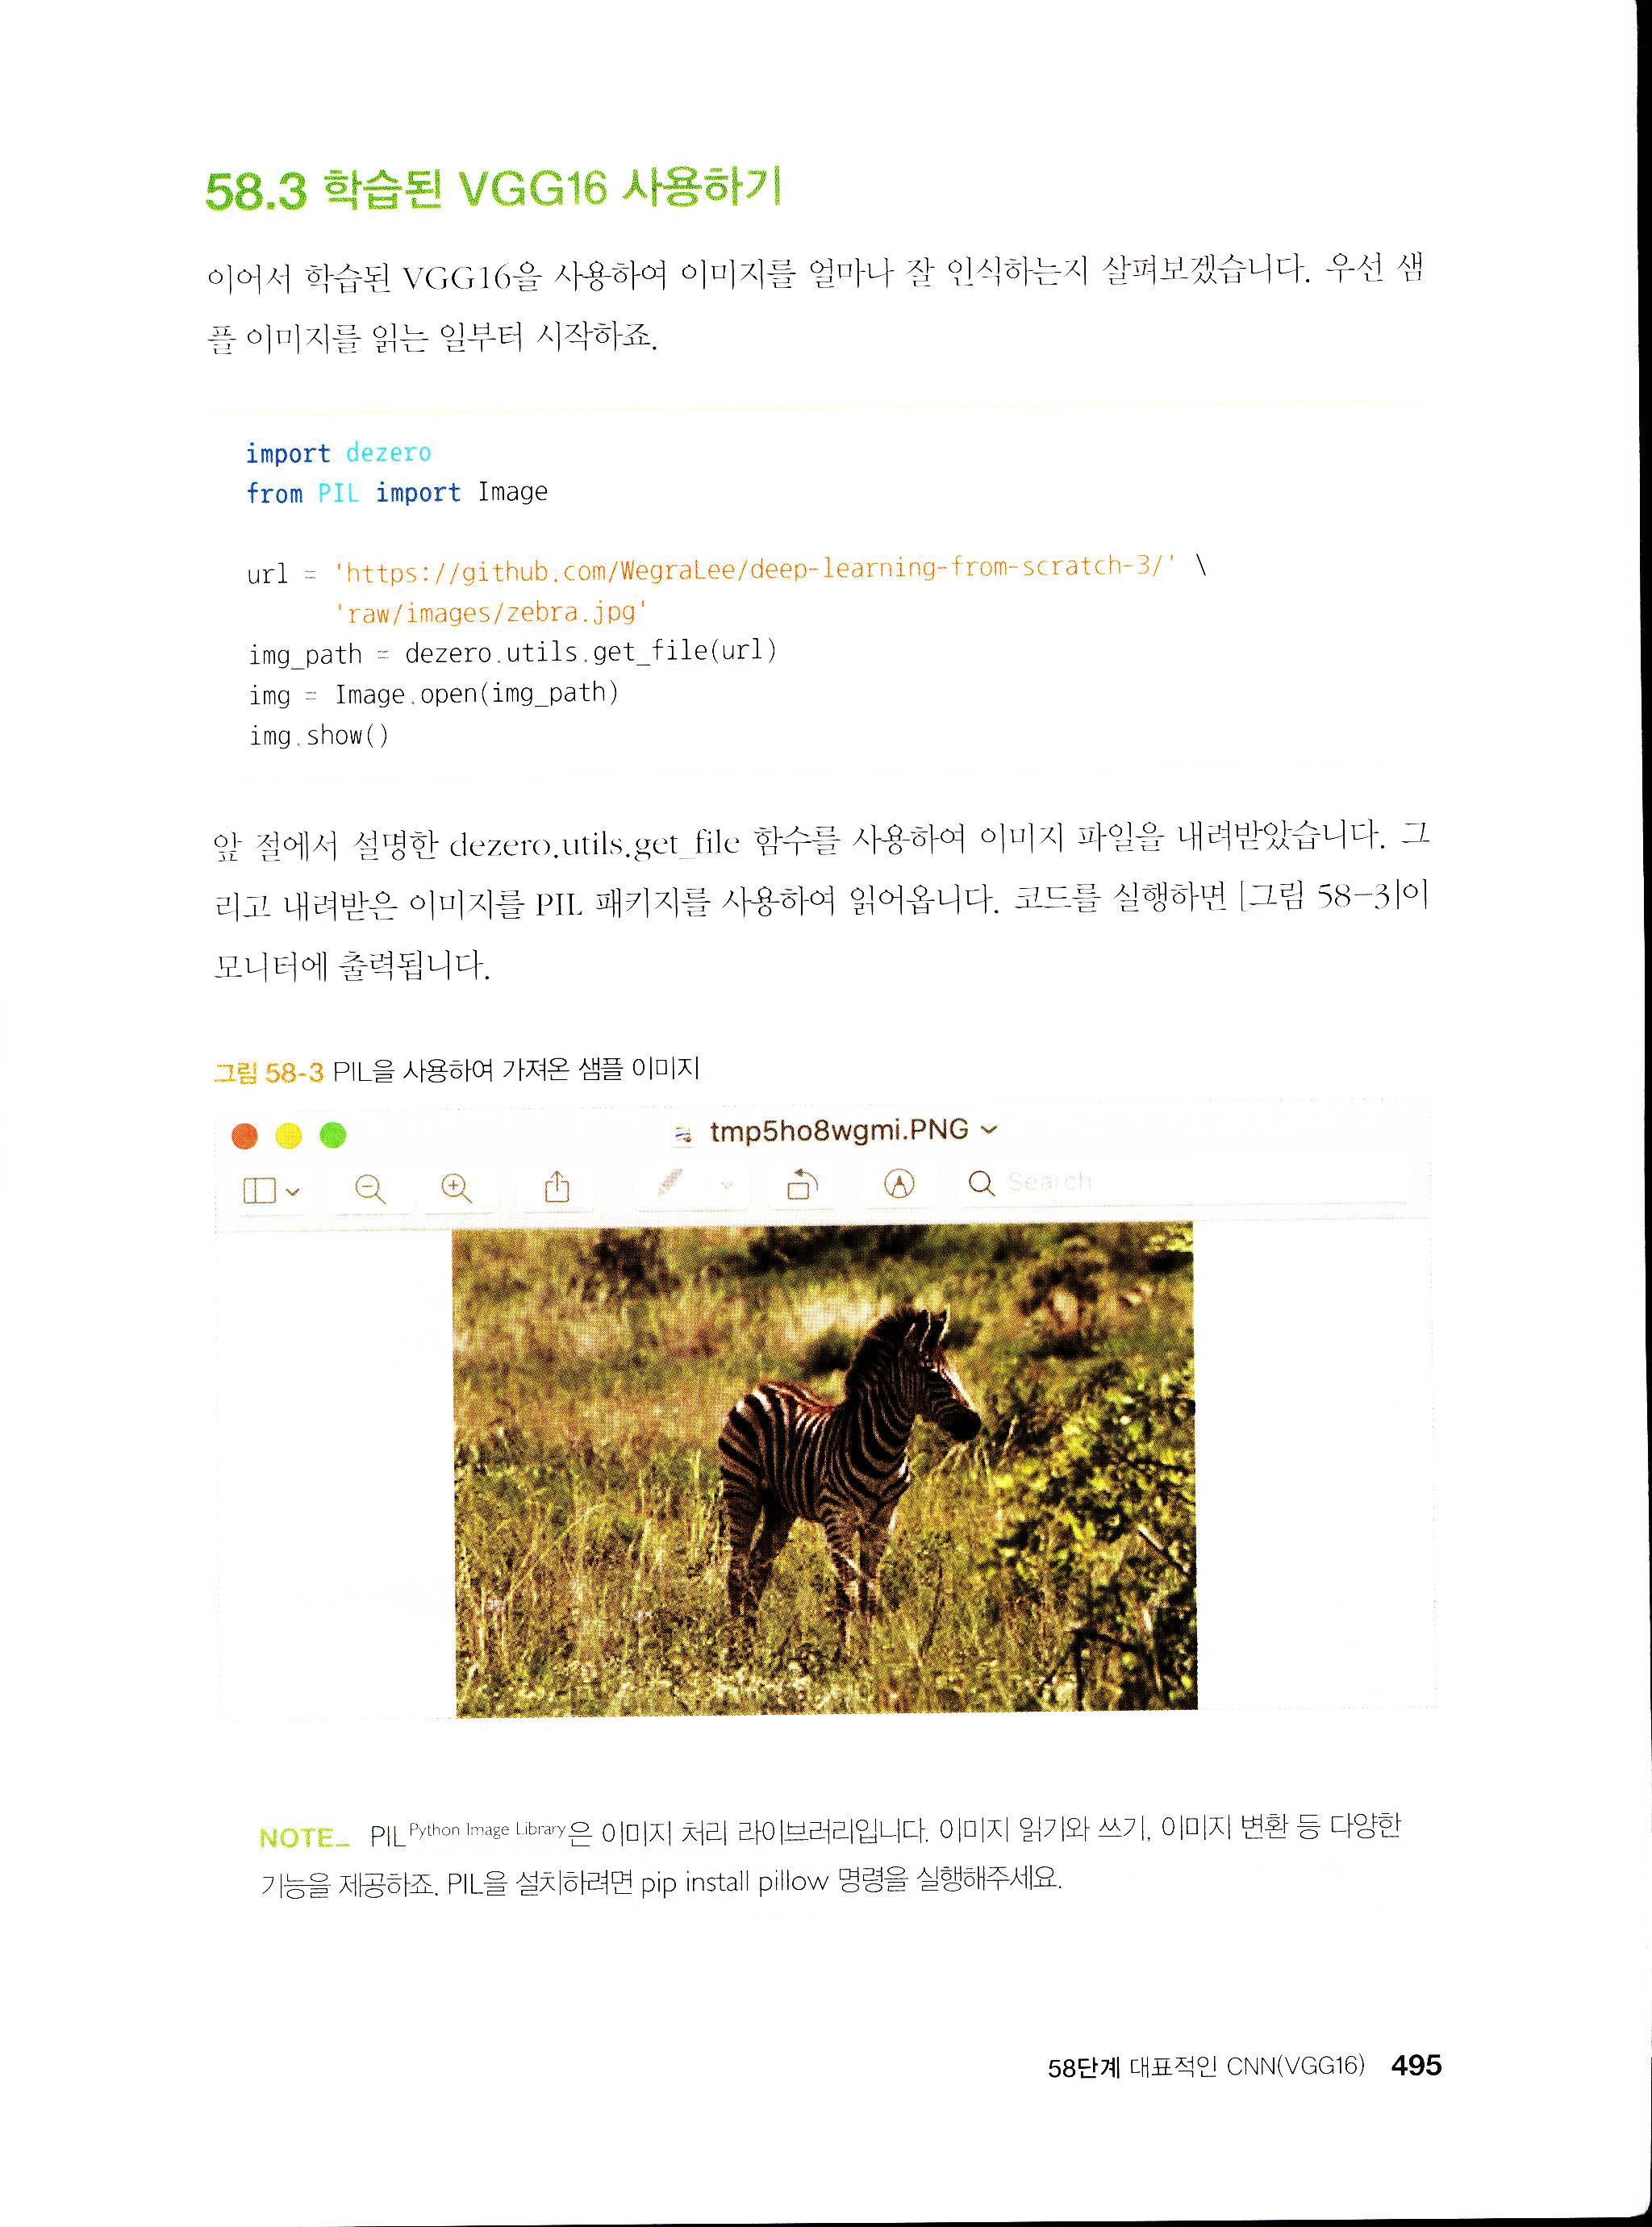 58.3 학습된 VGG16 사용하기
이어서 학습된 VGG16을 사용하여 이미지를 얼마나 잘 인식하는지 살펴보겠습니다. 우선 샘
플 이미지를 읽는 일부터 시작하죠.
import dezero
from PIL import Image
url = 'https://github.com/WegraLee/deep-learning-from-scratch-3/' \
'raw/images/zebra.jpg'
img_path = dezero.utils.get_file(url)
img = Image.open(img_path)
img.show()
앞 절에서 설명한 dezero.utils.get_file 함수를 사용하여 이미지 파일을 내려받았습니다. 그
리고 내려받은 이미지를 PIL 패키지를 사용하여 읽어옵니다. 코드를 실행하면 [그림 58-3]이
모니터에 출력됩니다.
그림 58-3 PIL을 사용하여 가져온 샘플 이미지
tmp5ho8wgmi.PNG
Search
NOTE_ PIL Python Image Library은 이미지 처리 라이브러리입니다. 이미지 읽기와 쓰기, 이미지 변환 등 다양한
기능을 제공하죠. PIL을 설치하려면 pip install pillow 명령을 실행해주세요.
58단계 대표적인 CNN(VGG16) 495